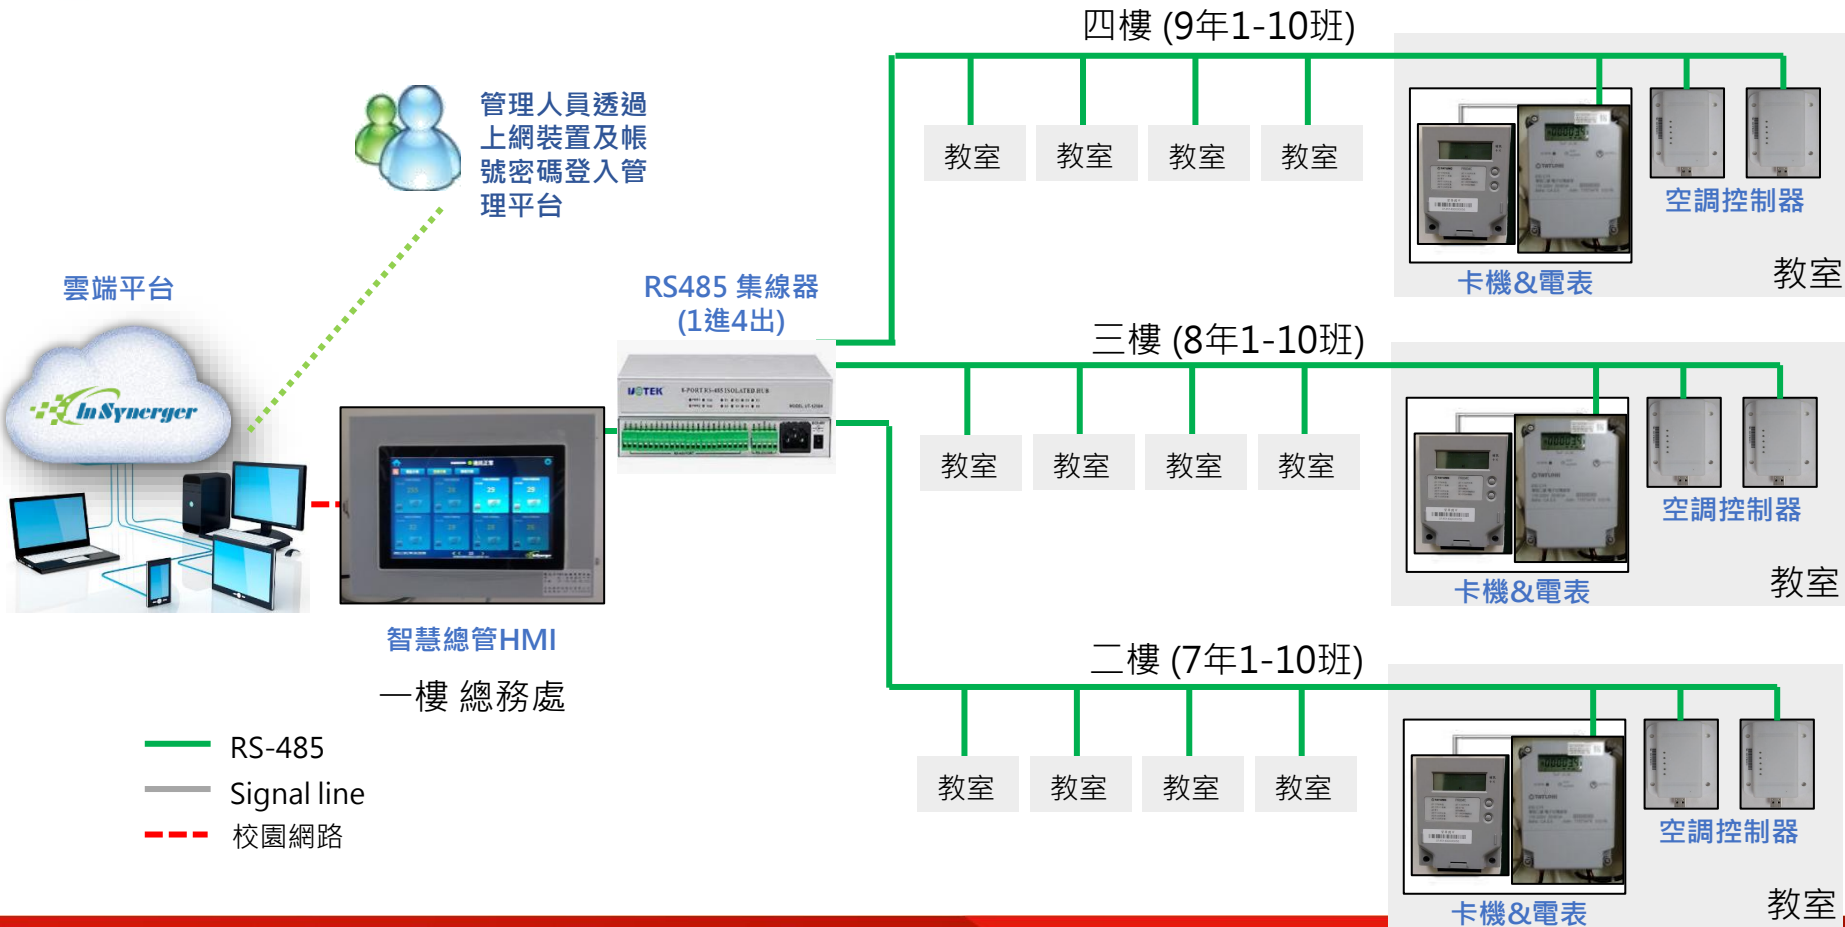 四樓 (9年1-10班)
管理人員透過
上網裝置及帳
號密碼登入管
理平台
教室
教室
教室
教室
空調控制器
卡機&電表
教室
雲端平台
InSynerger
RS485 集線器
(1進4出)
8-PORT RS-485 ISOLATED HUB
三樓 (8年1-10班)
教室
教室
教室
教室
空調控制器
卡機&電表
教室
智慧總管HMI
一樓 總務處
二樓 (7年1-10班)
教室
教室
教室
教室
空調控制器
卡機&電表
教室
RS-485
Signal line
校園網路